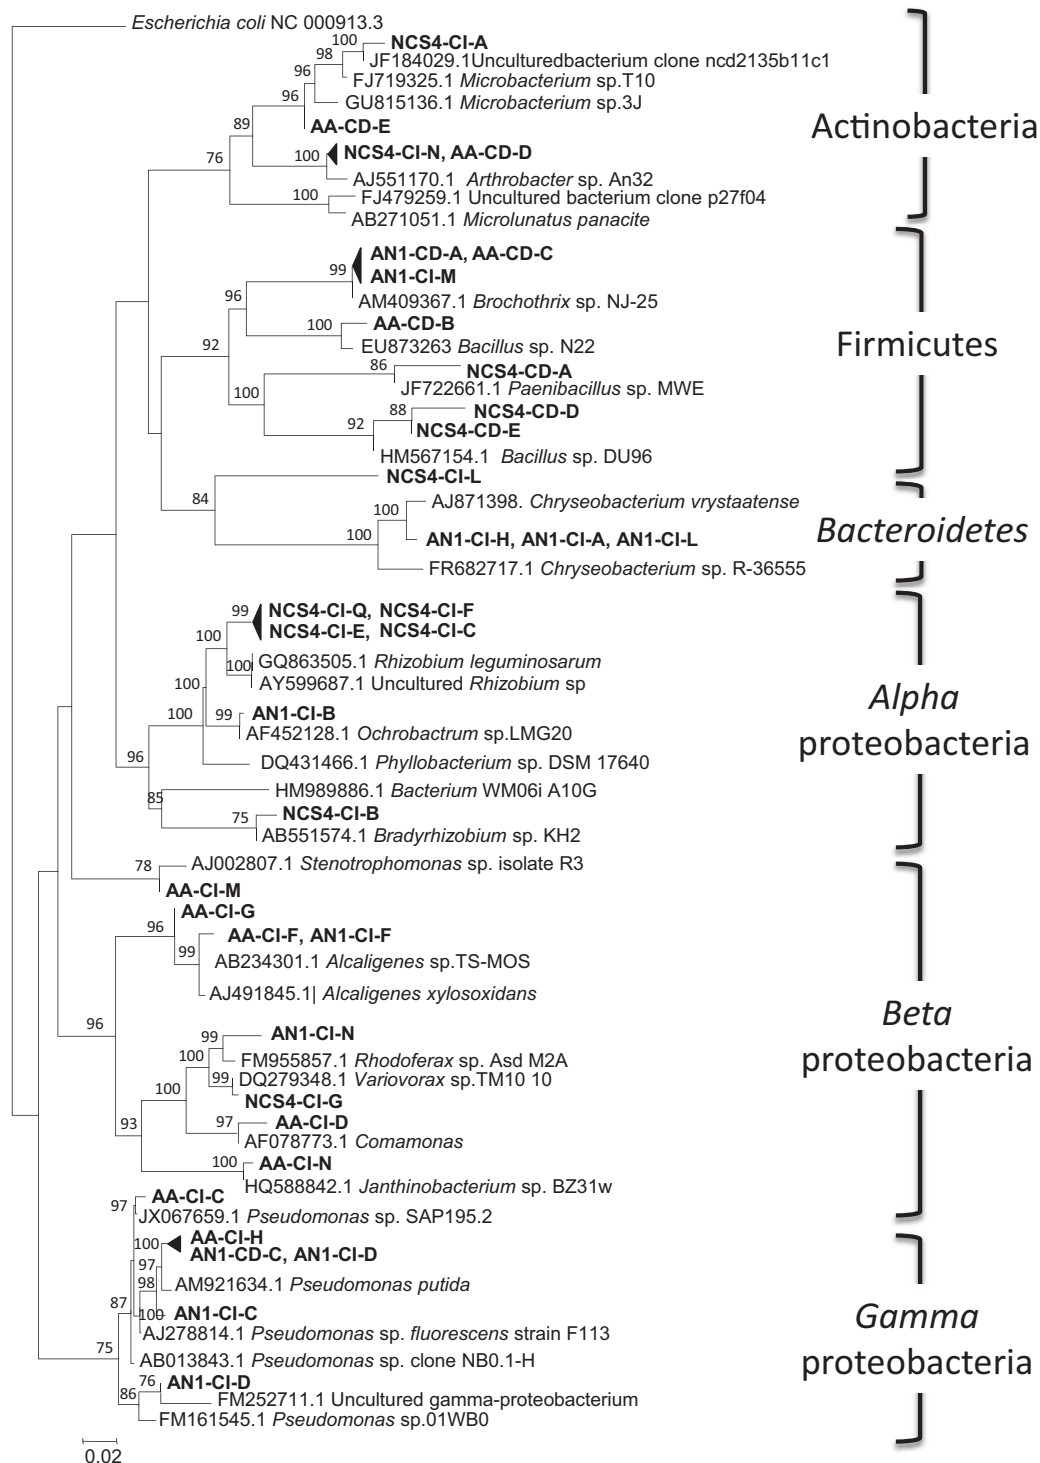 Escherichia coli NC 000913.3
100
NCS4-CI-A
98
JF184029.1Unculturedbacterium clone ncd2135b11c1
96
FJ719325.1 Microbacterium sp.T10
96
GU815136.1 Microbacterium sp.3J
89
AA-CD-E
Actinobacteria
76
100
NCS4-CI-N, AA-CD-D
AJ551170.1 Arthrobacter sp. An32
100
FJ479259.1 Uncultured bacterium clone p27f04
AB271051.1 Microlunatus panacite
AN1-CD-A, AA-CD-C
99
AN1-CI-M
96
AM409367.1 Brochothrix sp. NJ-25
100
AA-CD-B
92
EU873263 Bacillus sp. N22
Firmicutes
86
NCS4-CD-A
100
JF722661.1 Paenibacillus sp. MWE
88
NCS4-CD-D
92
NCS4-CD-E
HM567154.1 Bacillus sp. DU96
NCS4-CI-L
84
AJ871398. Chryseobacterium vrystaatense
100
Bacteroidetes
100
AN1-CI-H, AN1-CI-A, AN1-CI-L
FR682717.1 Chryseobacterium sp. R-36555
99
NCS4-CI-Q, NCS4-CI-F
NCS4-CI-E, NCS4-CI-C
100
100
GQ863505.1 Rhizobium leguminosarum
100
AY599687.1 Uncultured Rhizobium sp
Alpha
proteobacteria
100
99
AN1-CI-B
AF452128.1 Ochrobactrum sp.LMG20
96
DQ431466.1 Phyllobacterium sp. DSM 17640
85
HM989886.1 Bacterium WM06i A10G
75
NCS4-CI-B
AB551574.1 Bradyrhizobium sp. KH2
78
AJ002807.1 Stenotrophomonas sp. isolate R3
AA-CI-M
AA-CI-G
96
AA-CI-F, AN1-CI-F
99
AB234301.1 Alcaligenes sp.TS-MOS
AJ491845.1| Alcaligenes xylosoxidans
Beta
proteobacteria
96
99
AN1-CI-N
100
FM955857.1 Rhodoferax sp. Asd M2A
100
99
DQ279348.1 Variovorax sp.TM10 10
NCS4-CI-G
93
97
AA-CI-D
AF078773.1 Comamonas
100
AA-CI-N
HQ588842.1 Janthinobacterium sp. BZ31w
97
AA-CI-C
JX067659.1 Pseudomonas sp. SAP195.2
100
AA-CI-H
AN1-CD-C, AN1-CI-D
97
98
AM921634.1 Pseudomonas putida
87
100
AN1-CI-C
Gamma
proteobacteria
AJ278814.1 Pseudomonas sp. fluorescens strain F113
75
AB013843.1 Pseudomonas sp. clone NB0.1-H
76
AN1-CI-D
86
FM252711.1 Uncultured gamma-proteobacterium
FM161545.1 Pseudomonas sp.01WB0
0.02